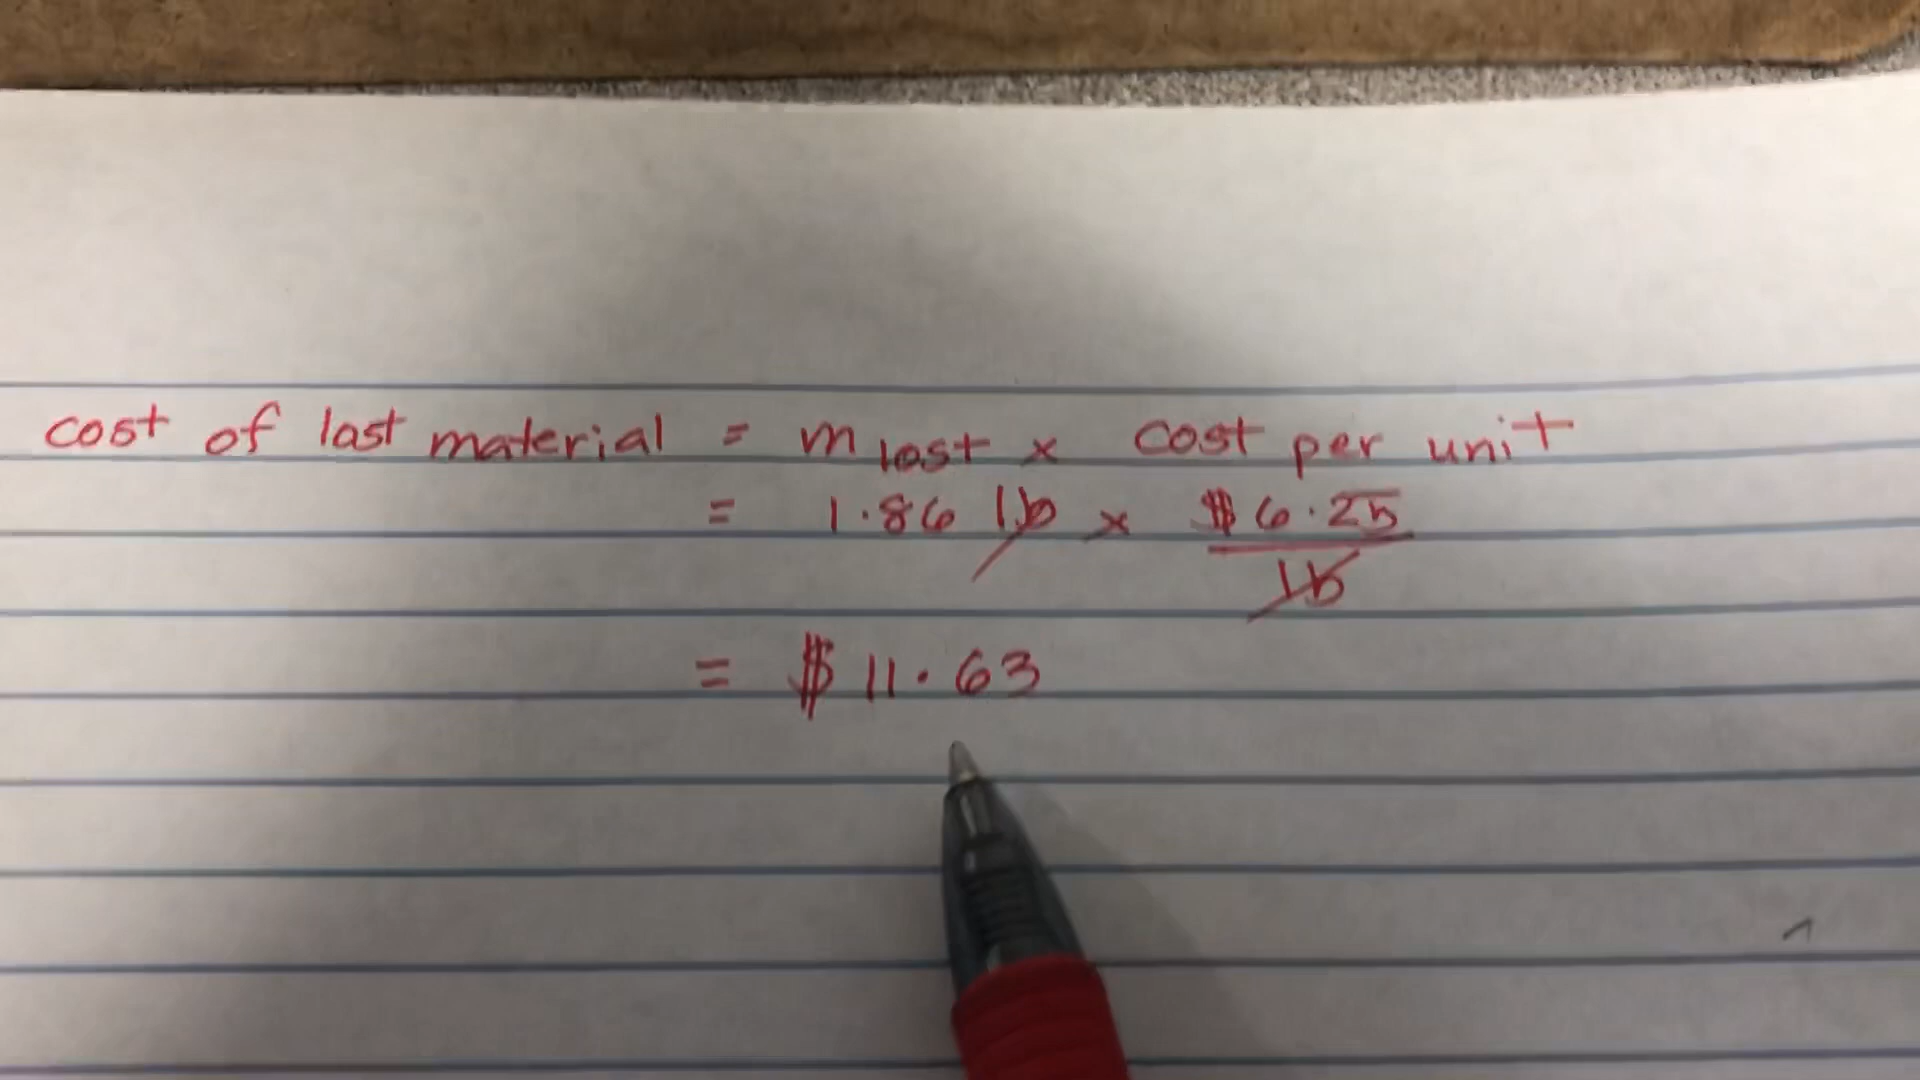 cost of last material = m lost x cost per unit
= 1.86 lb x $6.25
lb
= $11.63